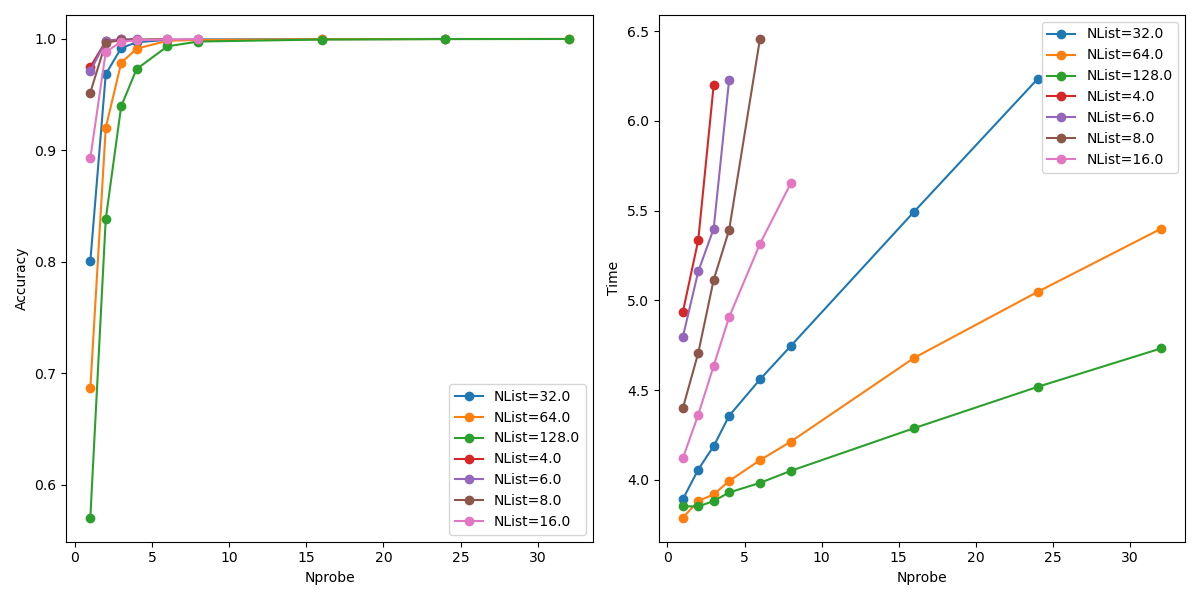 1.0
0.9
0.8
0.7
0.6
Accuracy
0
5
10
15
20
25
30
Nprobe
NList=32.0
NList=64.0
NList=128.0
NList=4.0
NList=6.0
NList=8.0
NList=16.0
6.5
6.0
5.5
5.0
4.5
4.0
Time
0
5
10
15
20
25
30
Nprobe
NList=32.0
NList=64.0
NList=128.0
NList=4.0
NList=6.0
NList=8.0
NList=16.0